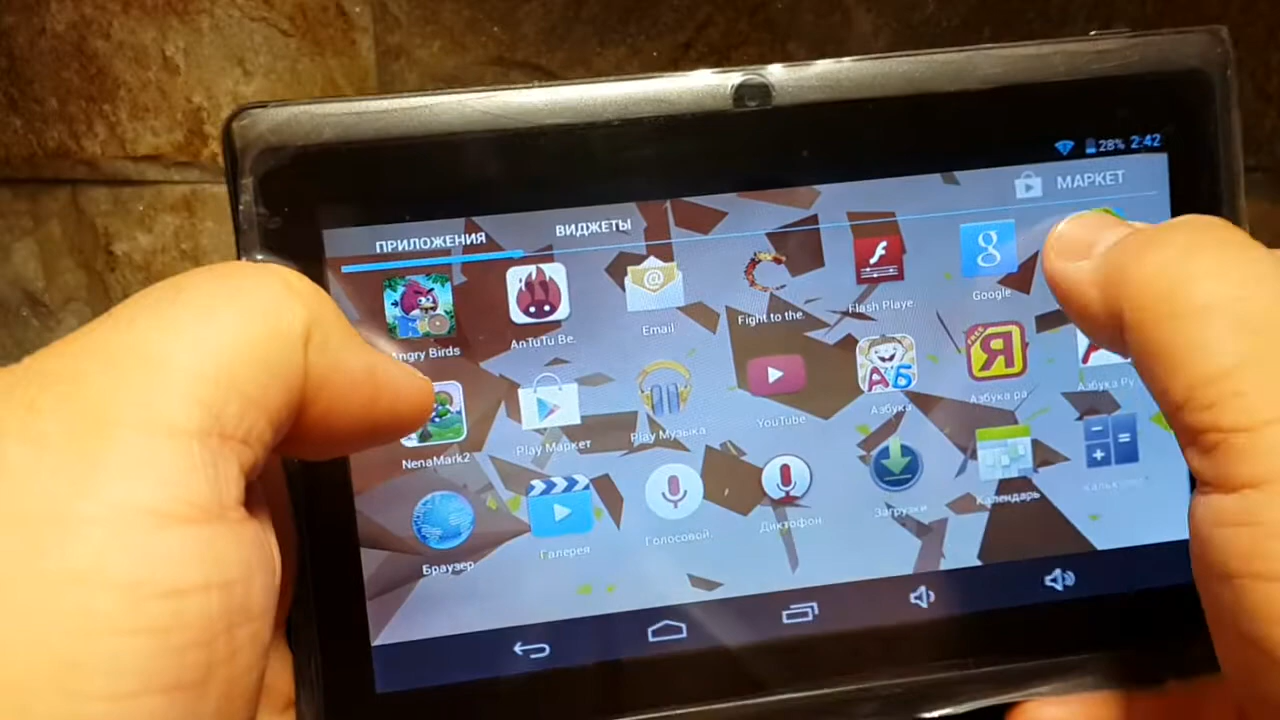 28% 2:42
ПРИЛОЖЕНИЯ ВИДЖЕТЫ МАРКЕТ
Angry Birds AnTuTu Be. Email Fight to the. Flash Playe. Google
NenaMark2 Play Маркет Play Музыка YouTube Азбука Азбука ра. Азбука Ру.
Браузер Галерея Голосовой. Диктофон Загрузки Календарь